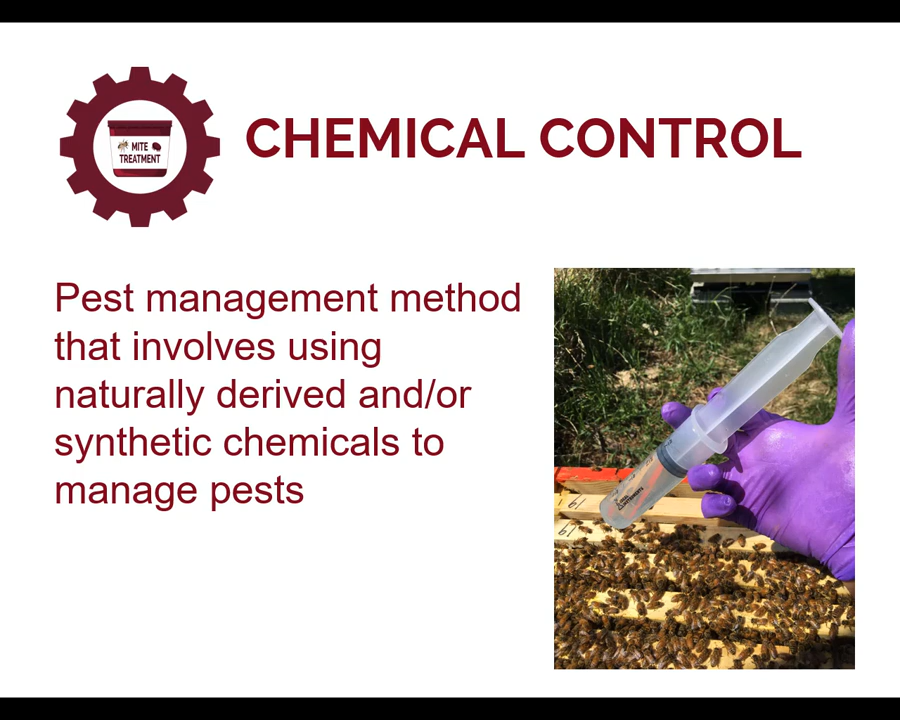 MITE
TREATMENT
CHEMICAL CONTROL
Pest management method
that involves using
naturally derived and/or
synthetic chemicals to
manage pests